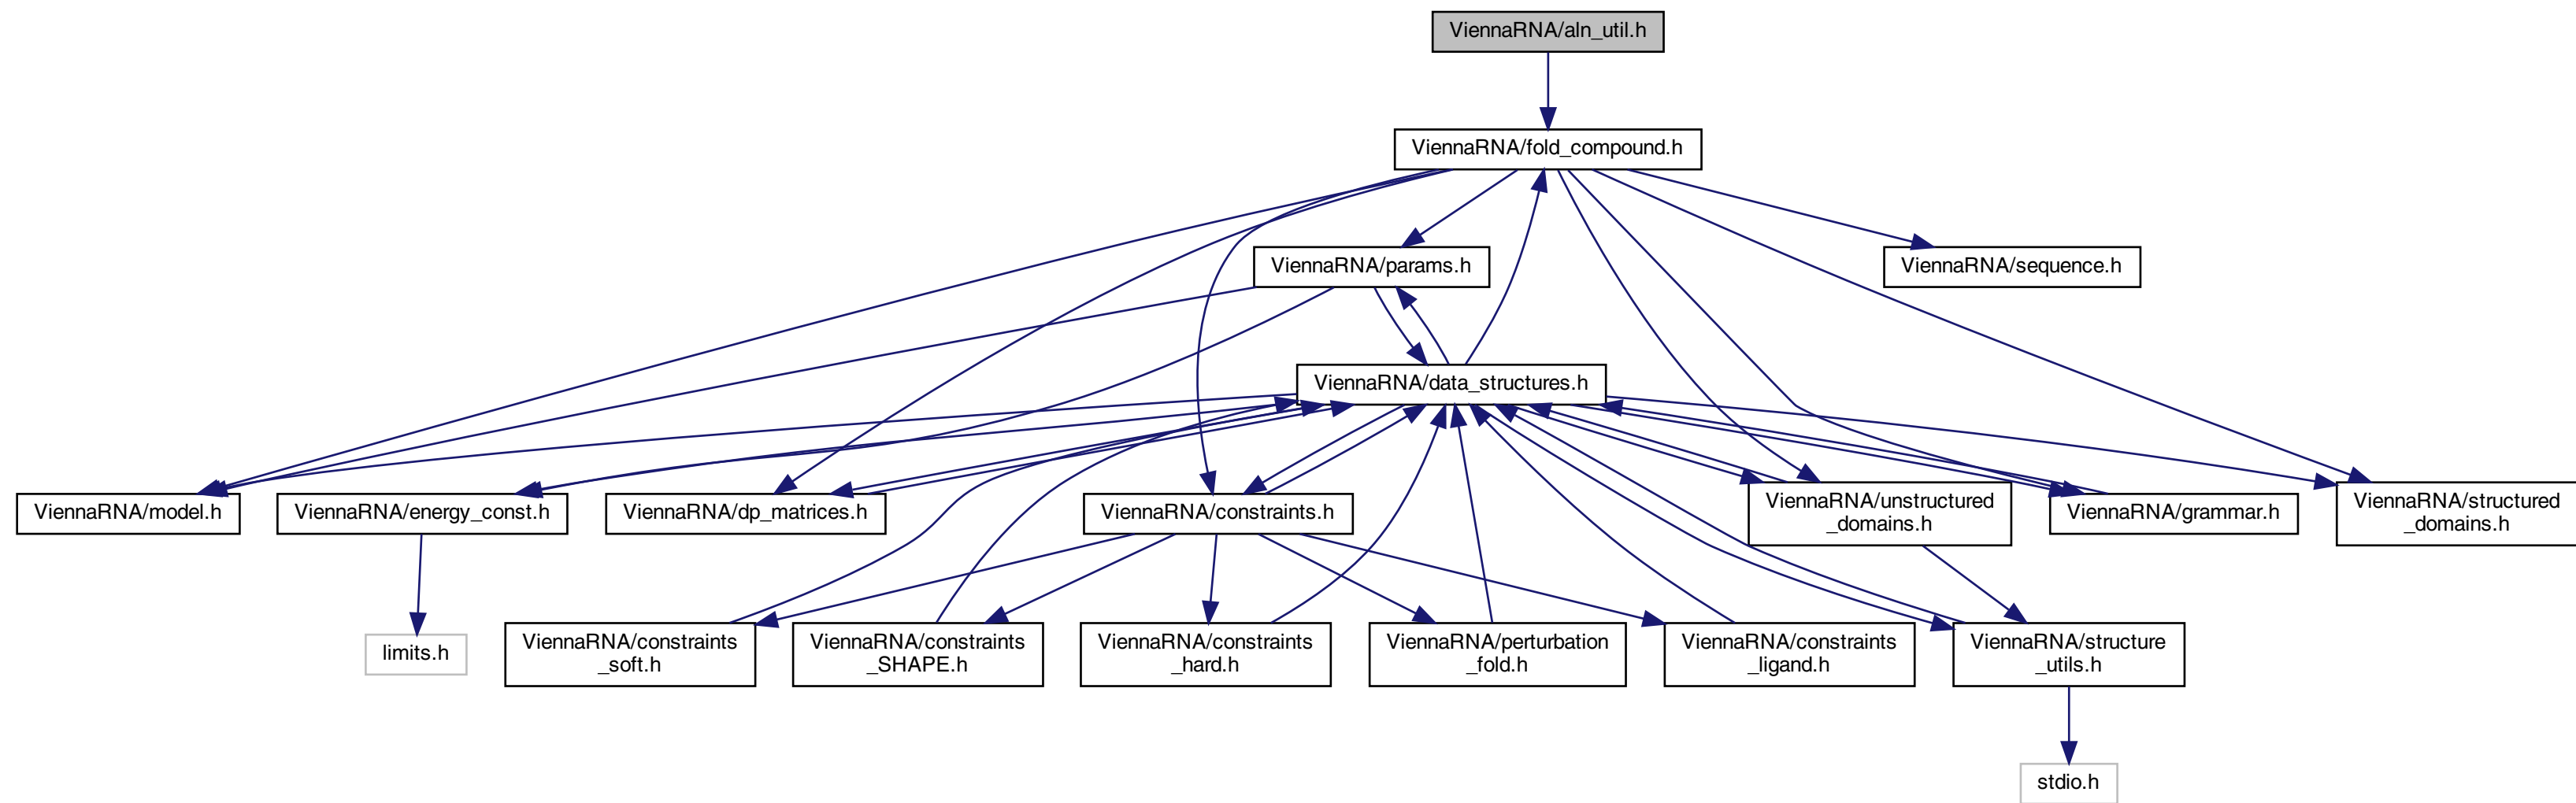 ViennaRNA/aln_util.h
ViennaRNA/fold_compound.h
ViennaRNA/params.h
ViennaRNA/sequence.h
ViennaRNA/data_structures.h
ViennaRNA/model.h
ViennaRNA/energy_const.h
ViennaRNA/dp_matrices.h
ViennaRNA/constraints.h
ViennaRNA/unstructured
_domains.h
ViennaRNA/grammar.h
ViennaRNA/structured
_domains.h
limits.h
ViennaRNA/constraints
_soft.h
ViennaRNA/constraints
_SHAPE.h
ViennaRNA/constraints
_hard.h
ViennaRNA/perturbation
_fold.h
ViennaRNA/constraints
_ligand.h
ViennaRNA/structure
_utils.h
stdio.h